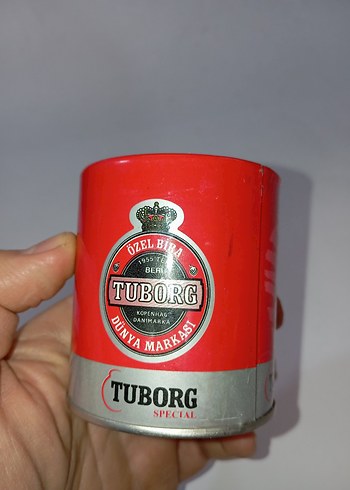 ÖZEL BİRA
TUBORG
KOPENHAG
DANİMARKA
DÜNYA MARKASI
TUBORG
SPECIAL